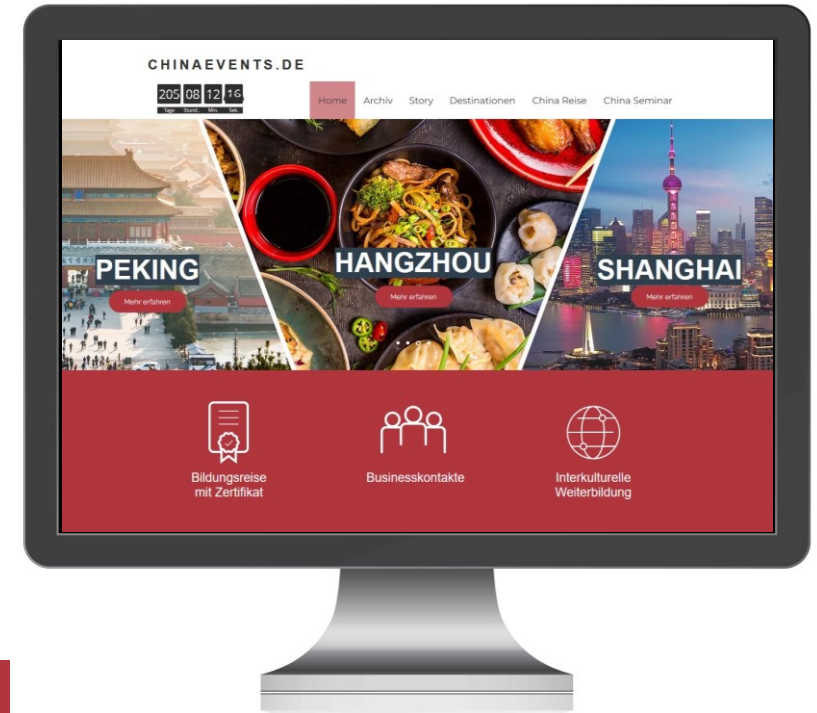 CHINAEVENTS.DE
205 08 12 16
Tage Stund. Min. Sek.
Home Archiv Story Destinationen China Reise China Seminar
PEKING
Mehr erfahren
HANGZHOU
Mehr erfahren
SHANGHAI
Mehr erfahren
Bildungsreise
mit Zertifikat
Businesskontakte
Interkulturelle
Weiterbildung